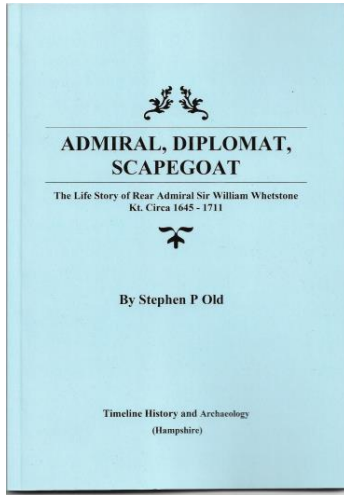 ADMIRAL, DIPLOMAT,
SCAPEGOAT
The Life Story of Rear Admiral Sir William Whetstone
Kt. Circa 1645 - 1711
By Stephen P Old
Timeline History and Archaeology
(Hampshire)